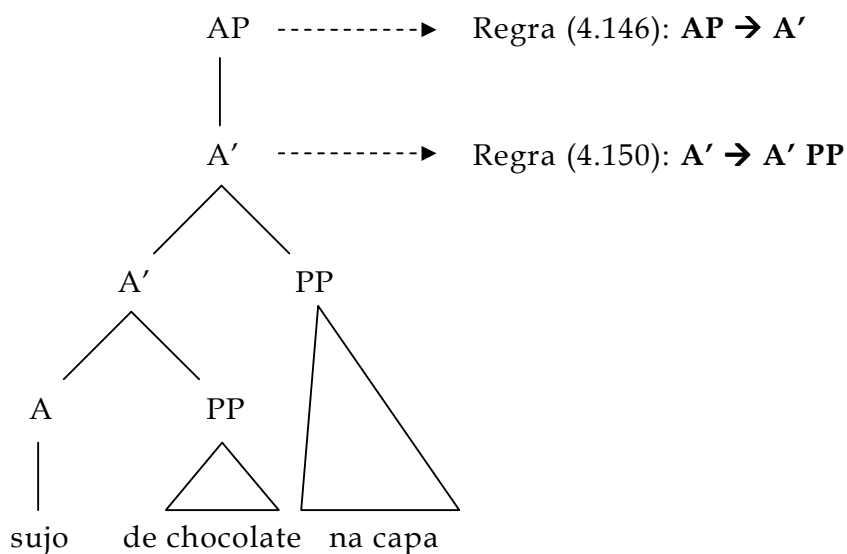 AP Regra (4.146): AP → A′
A′ Regra (4.150): A′ → A′ PP
A′ PP
A PP
sujo de chocolate na capa